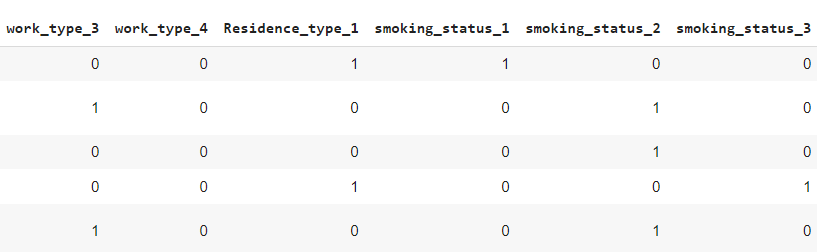 work_type_3 work_type_4 Residence_type_1 smoking_status_1 smoking_status_2 smoking_status_3
0 0 1 1 0 0
1 0 0 0 1 0
0 0 0 0 1 0
0 0 1 0 0 1
1 0 0 0 1 0